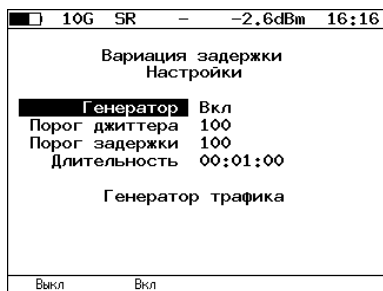 10G SR – -2.6dBm 16:16
Вариация задержки
Настройки
Генератор Вкл
Порог джиттера 100
Порог задержки 100
Длительность 00:01:00
Генератор трафика
Выкл Вкл